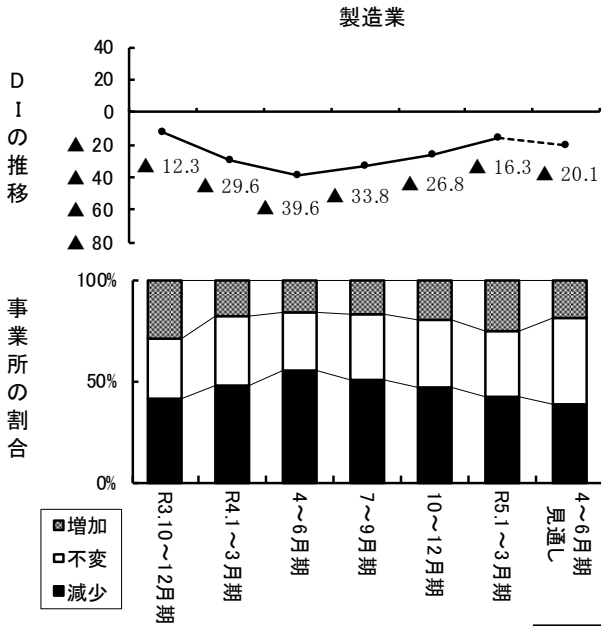 製造業
DIの推移
40
20
0
▲ 20
▲ 40
▲ 60
▲ 80
▲ 12.3
▲ 29.6
▲ 39.6
▲ 33.8
▲ 26.8
▲ 16.3
▲ 20.1
事業所の割合
100%
50%
0%
R3.10～12月期
R4.1～3月期
4～6月期
7～9月期
10～12月期
R5.1～3月期
4～6月期
見通し
増加
不変
減少